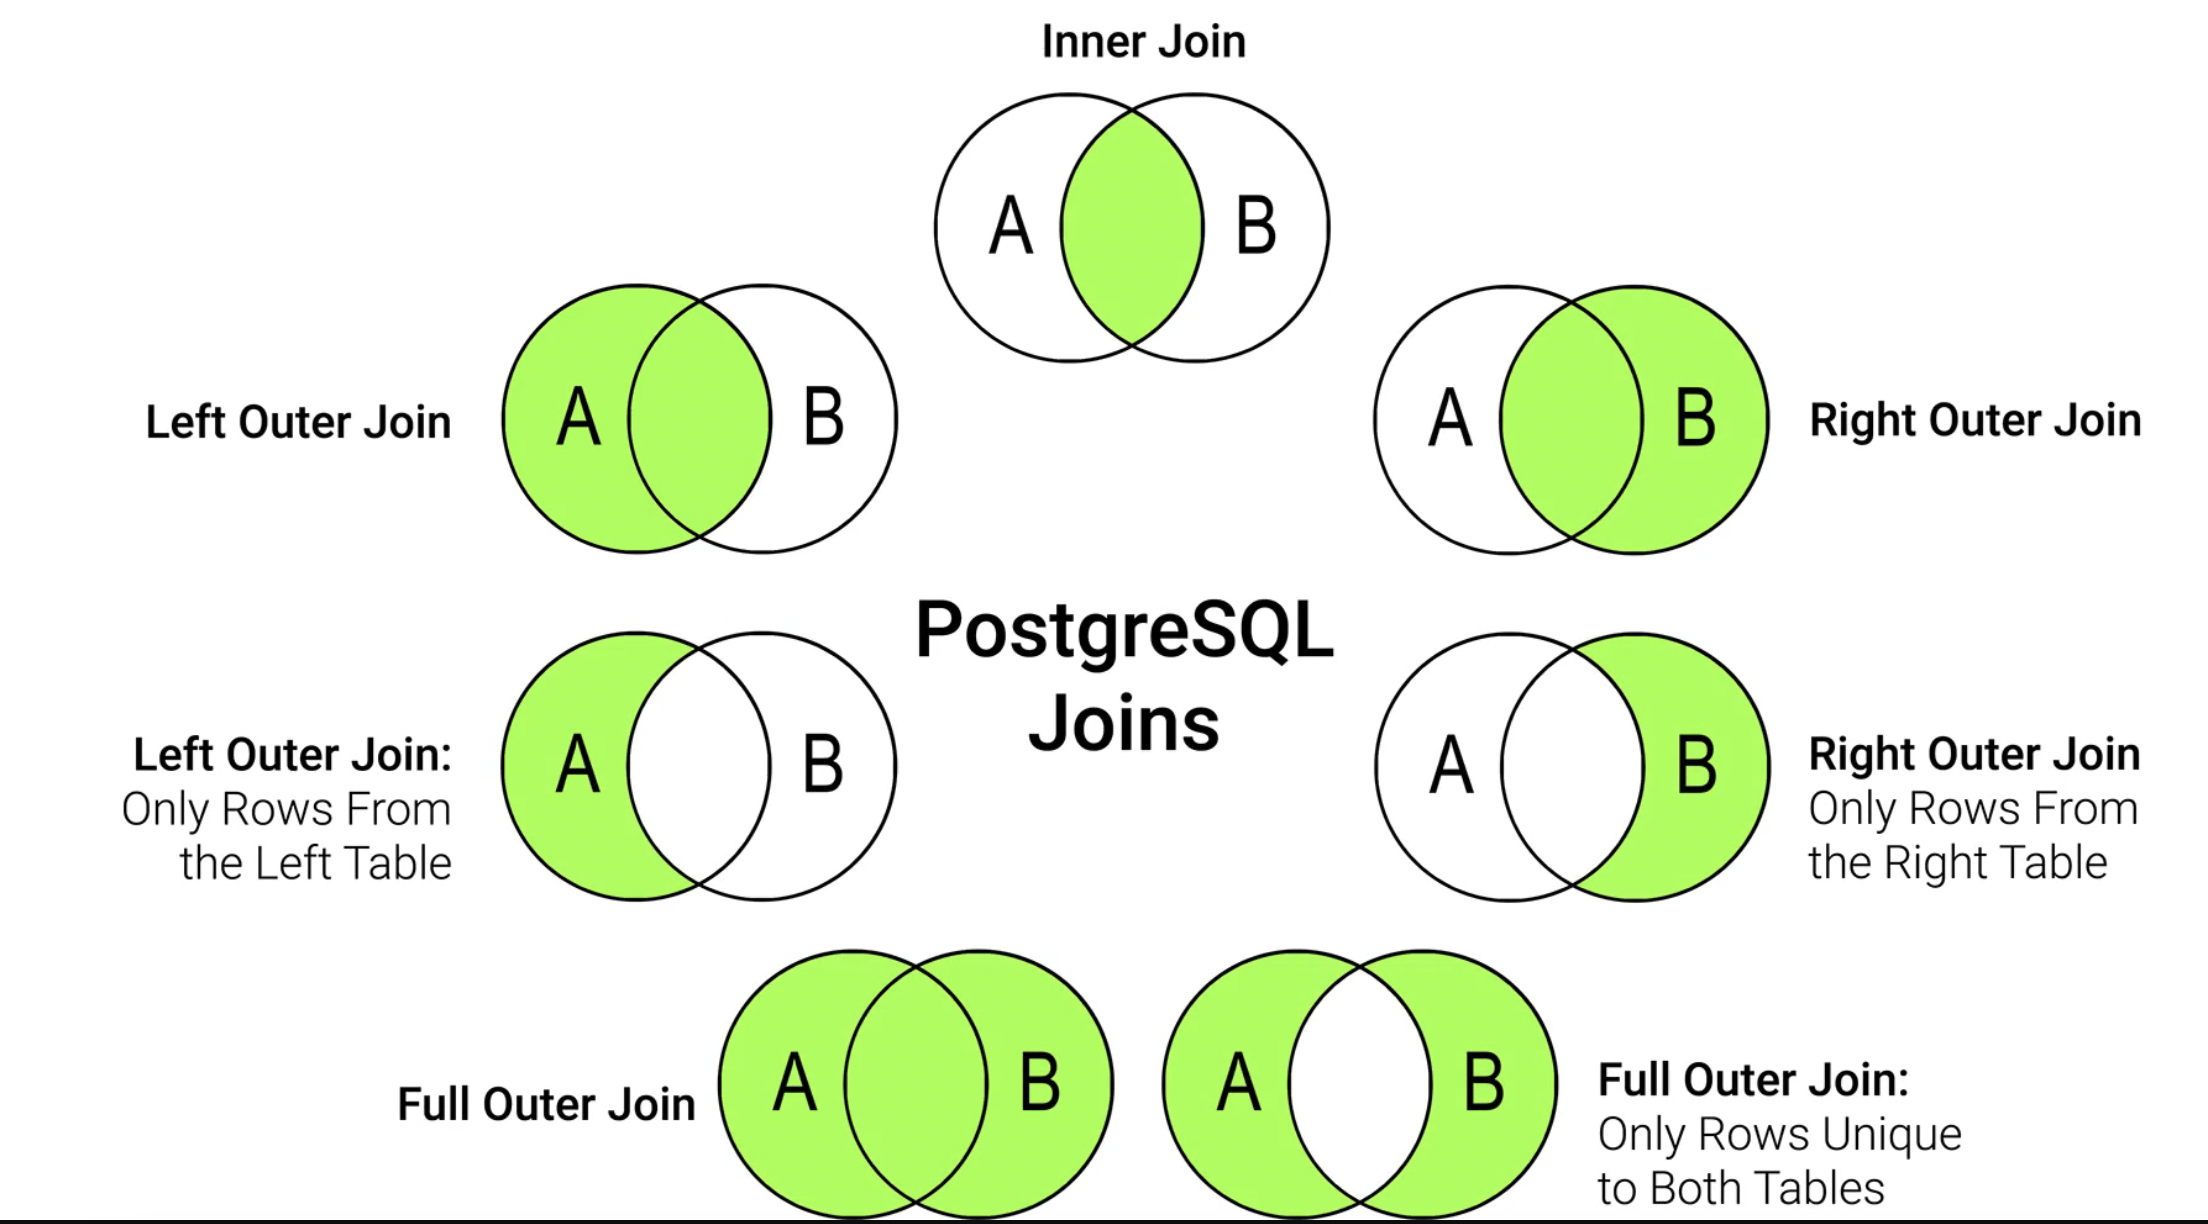 Inner Join
A B
Left Outer Join
A B
A B
Right Outer Join
PostgreSQL
Joins
Left Outer Join:
Only Rows From
the Left Table
A B
A B
Right Outer Join
Only Rows From
the Right Table
Full Outer Join
A B
A B
Full Outer Join:
Only Rows Unique
to Both Tables